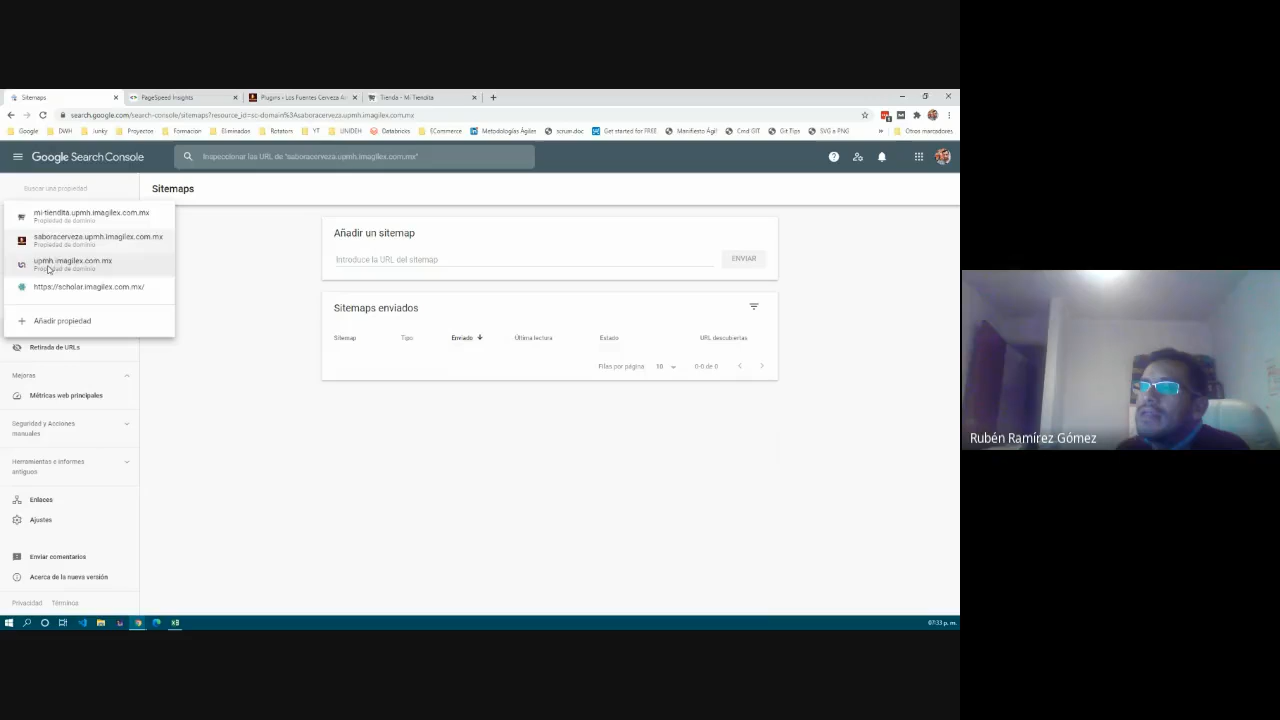 Sitemaps
PageSpeed Insights
Plugins ‹ Los Fuentes Cerveza A
Tienda - Mi Tiendita
search.google.com/search-console/sitemaps?resource_id=sc-domain%3Asaboracerveza.upmh.imagilex.com.mx
Google
DWH
Junky
Proyectos
Formacion
Eliminados
Rotators
YT
UNIDEH
Databricks
ECommerce
Metodologías Ágiles
scrum.doc
Get started for FREE
Manifiesto Ágil
Cmd GIT
Git Tips
SVG x PNG
»
Otros marcadores
Google Search Console
Inspeccionar las URL de "saboracerveza.upmh.imagilex.com.mx"
Buscar una propiedad
Sitemaps
mi-tiendita.upmh.imagilex.com.mx
Propiedad de dominio
saboracerveza.upmh.imagilex.com.mx
Propiedad de dominio
upmh.imagilex.com.mx
Propiedad de dominio
https://scholar.imagilex.com.mx/
Añadir propiedad
Añadir un sitemap
Introduce la URL del sitemap
ENVIAR
Sitemaps enviados
Sitemap
Tipo
Enviado
Última lectura
Estado
URL descubiertas
Filas por página
10
0-0 de 0
Retirada de URLs
Mejoras
Métricas web principales
Seguridad y Acciones
manuales
Herramientas e informes
antiguos
Enlaces
Ajustes
Enviar comentarios
Acerca de la nueva versión
Privacidad
Términos
07:33 p. m.
Rubén Ramírez Gómez